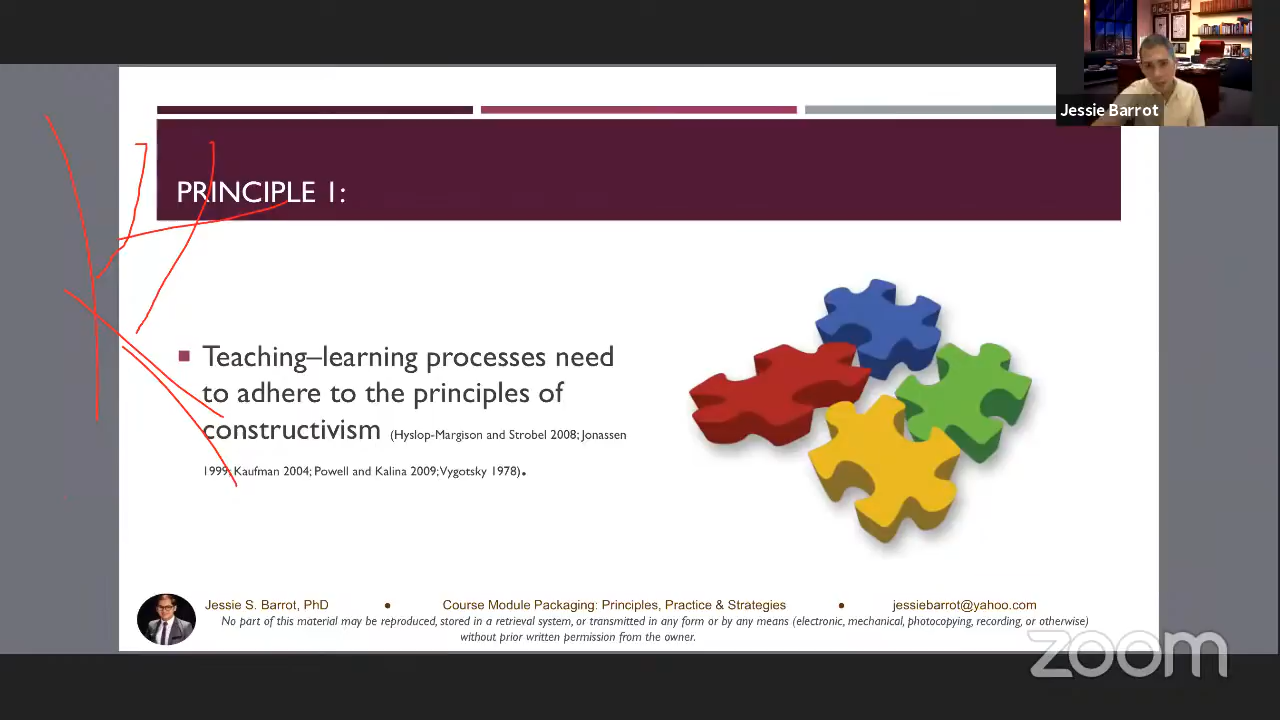 Jessie Barrot
PRINCIPLE 1:
Teaching–learning processes need
to adhere to the principles of
constructivism (Hyslop-Margison and Strobel 2008; Jonassen
1999; Kaufman 2004; Powell and Kalina 2009; Vygotsky 1978).
Jessie S. Barrot, PhD • Course Module Packaging: Principles, Practice & Strategies • jessiebarrot@yahoo.com
No part of this material may be reproduced, stored in a retrieval system, or transmitted in any form or by any means (electronic, mechanical, photocopying, recording, or otherwise)
without prior written permission from the owner.
zoom